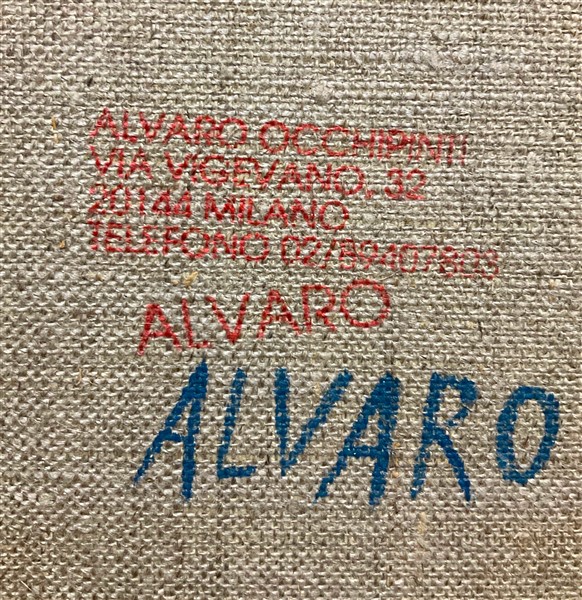 ALVARO OCCHIPINTI
VIA VIGEVANO, 32
20144 MILANO
TELEFONO 02/89407803
ALVARO
ALVARO